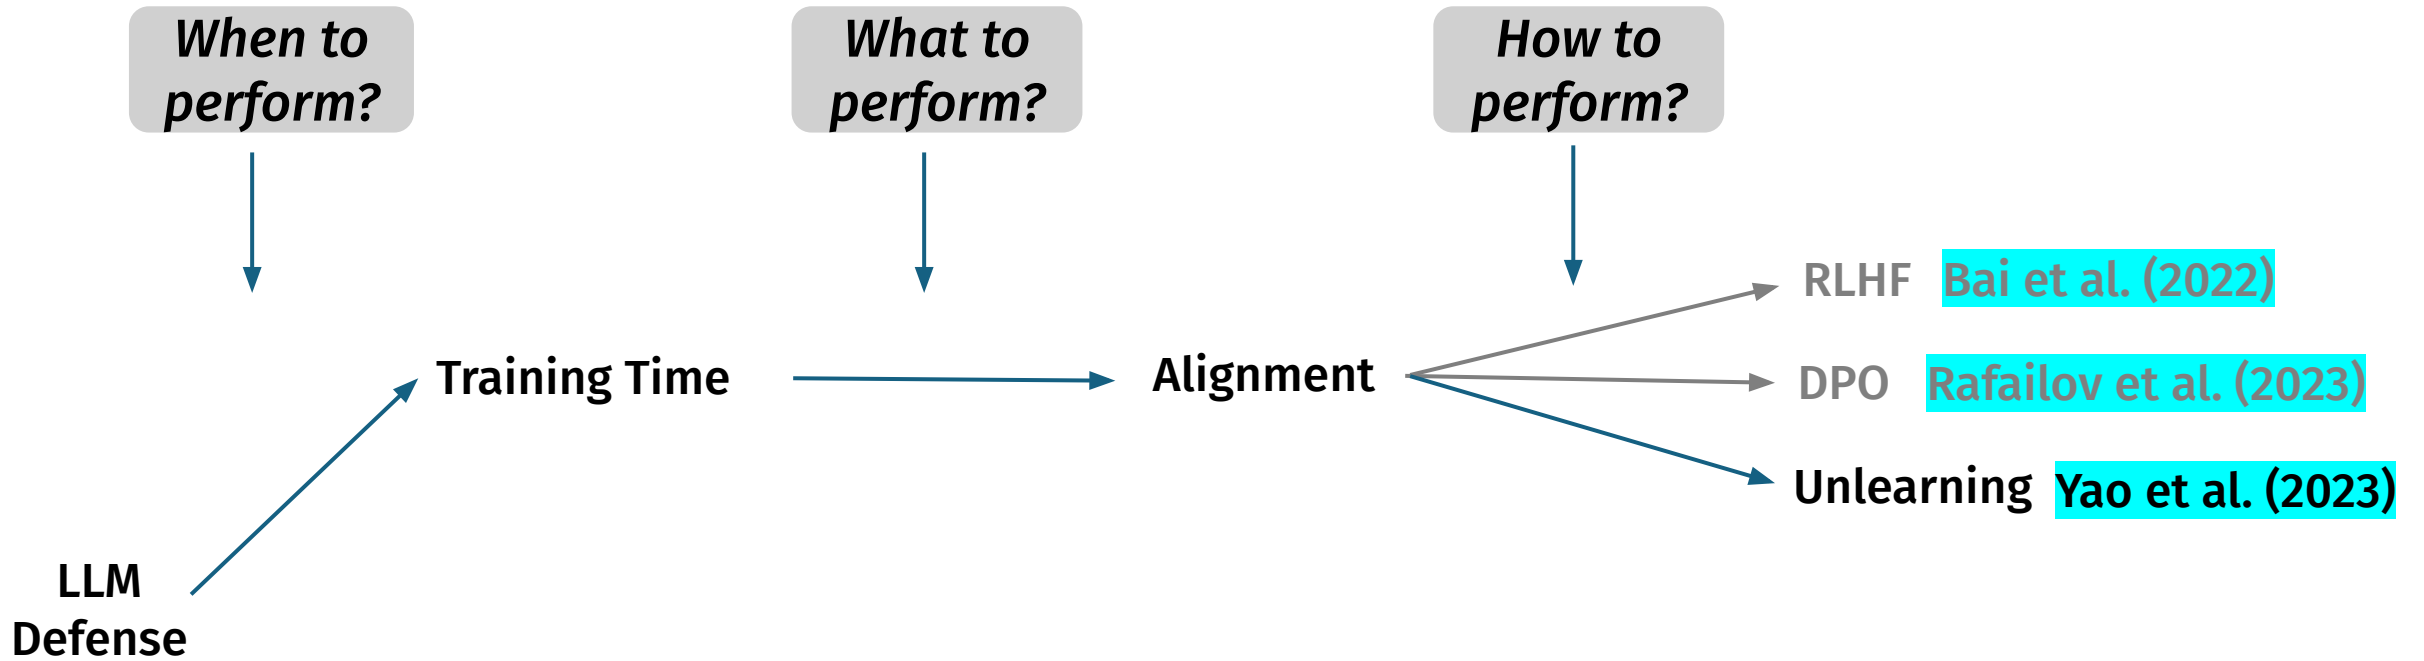 When to
perform?
What to
perform?
How to
perform?
RLHF Bai et al. (2022)
Training Time
Alignment
DPO Rafailov et al. (2023)
Unlearning Yao et al. (2023)
LLM
Defense